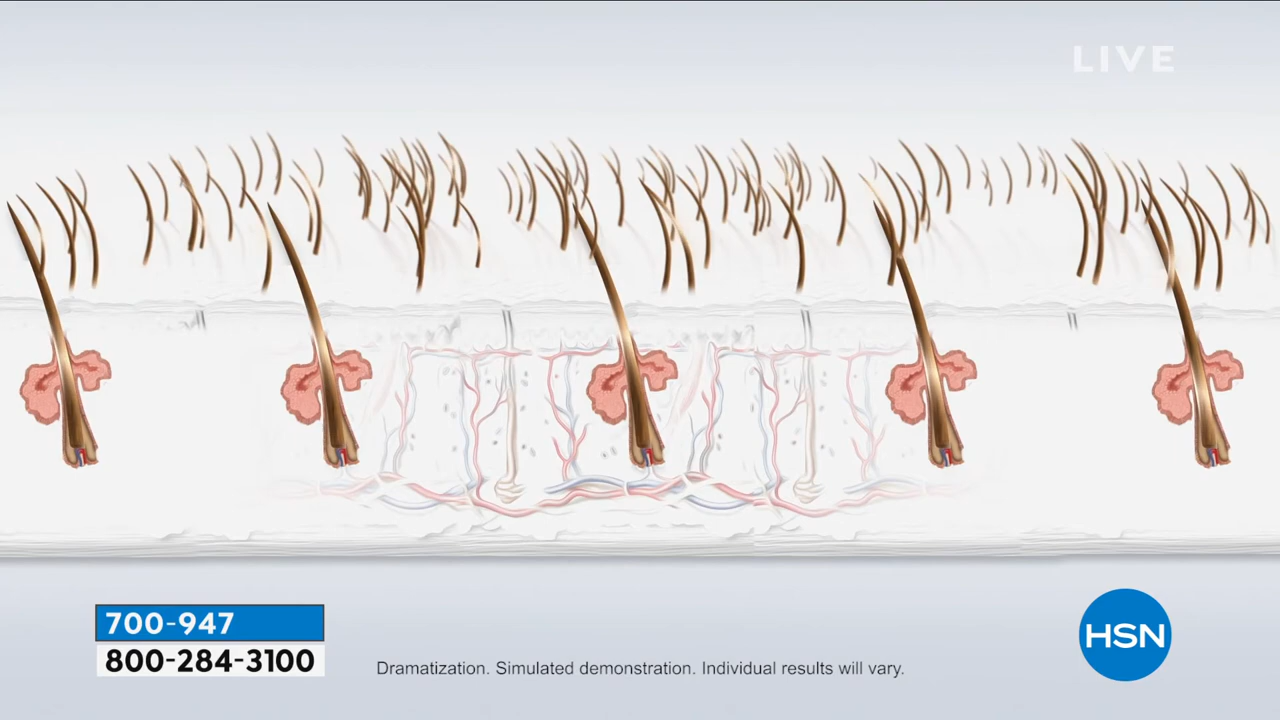 LIVE
700-947
800-284-3100
Dramatization. Simulated demonstration. Individual results will vary.
HSN